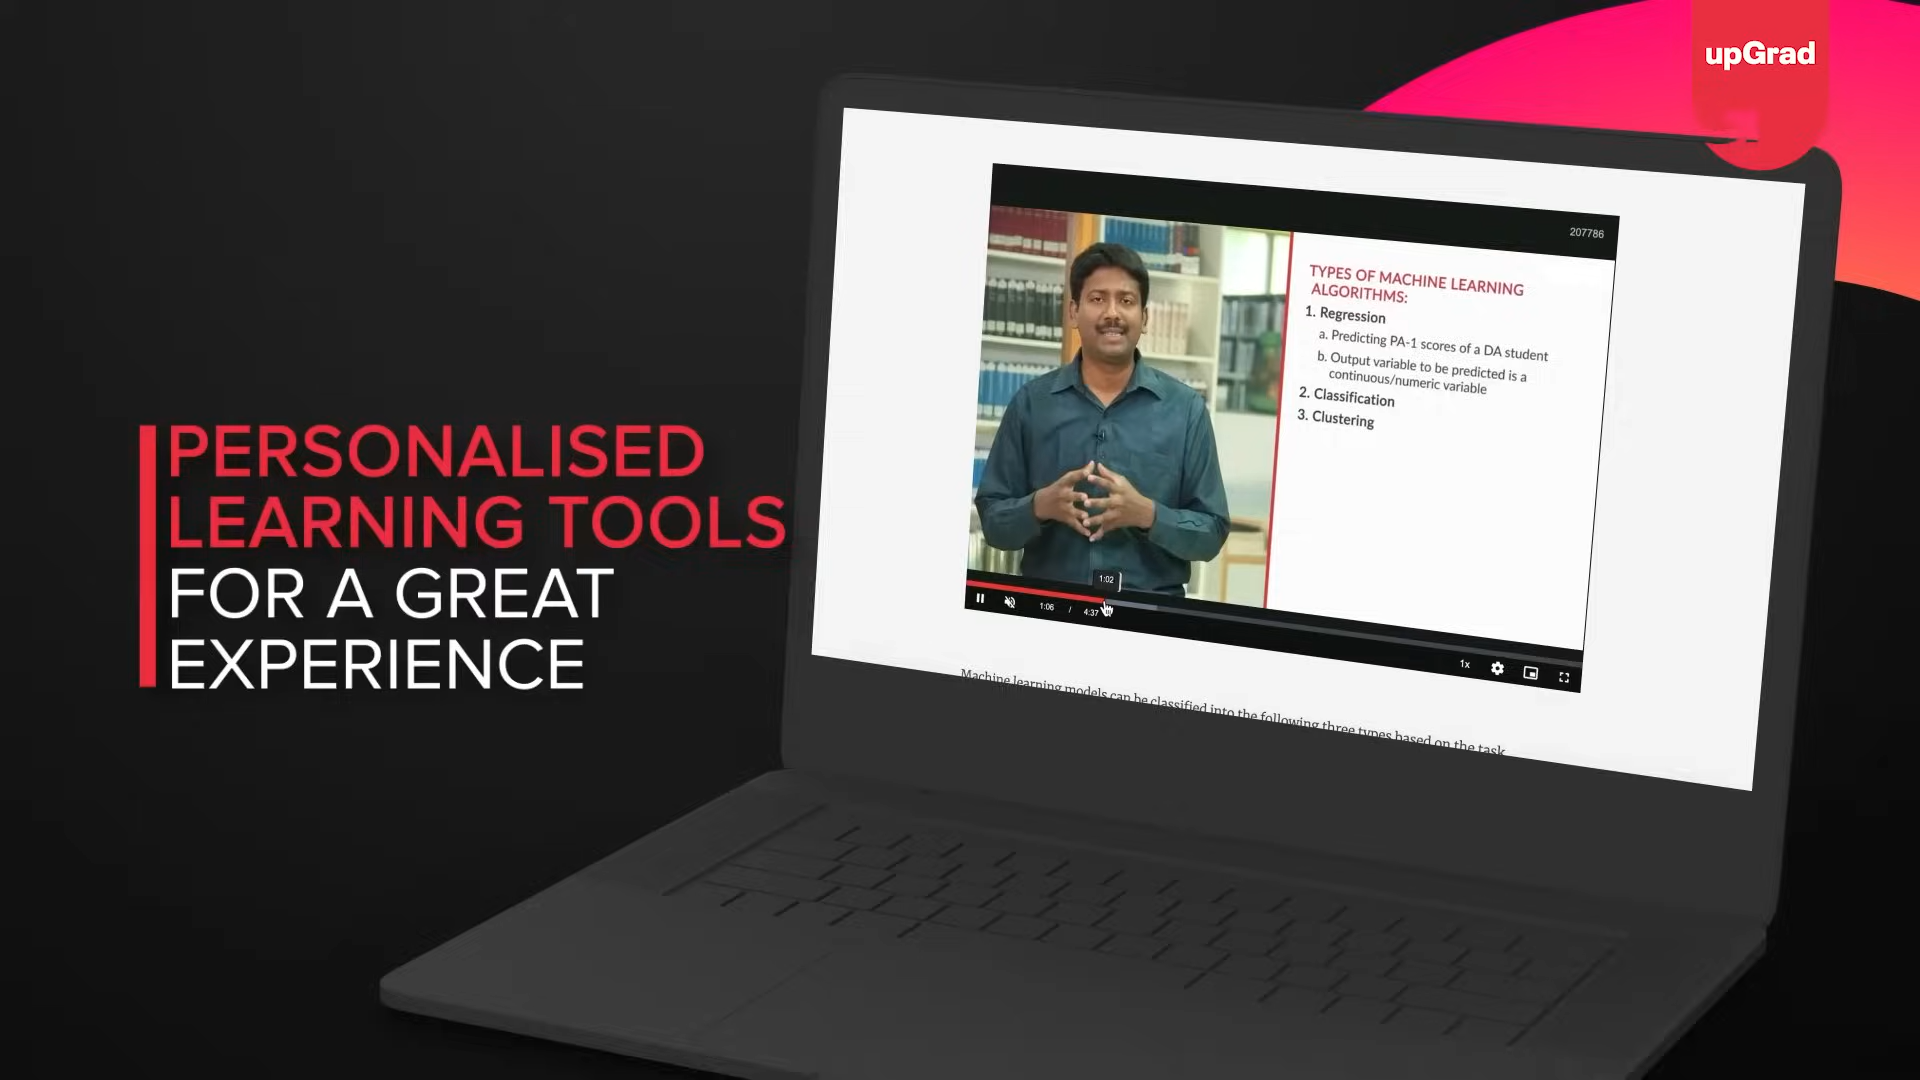 upGrad
PERSONALISED
LEARNING TOOLS
FOR A GREAT
EXPERIENCE
207786
TYPES OF MACHINE LEARNING
ALGORITHMS:
1. Regression
a. Predicting PA-1 scores of a DA student
b. Output variable to be predicted is a
continuous/numeric variable
2. Classification
3. Clustering
1:02
1:06 / 4:37
1x
Machine learning models can be classified into the following three types based on the task